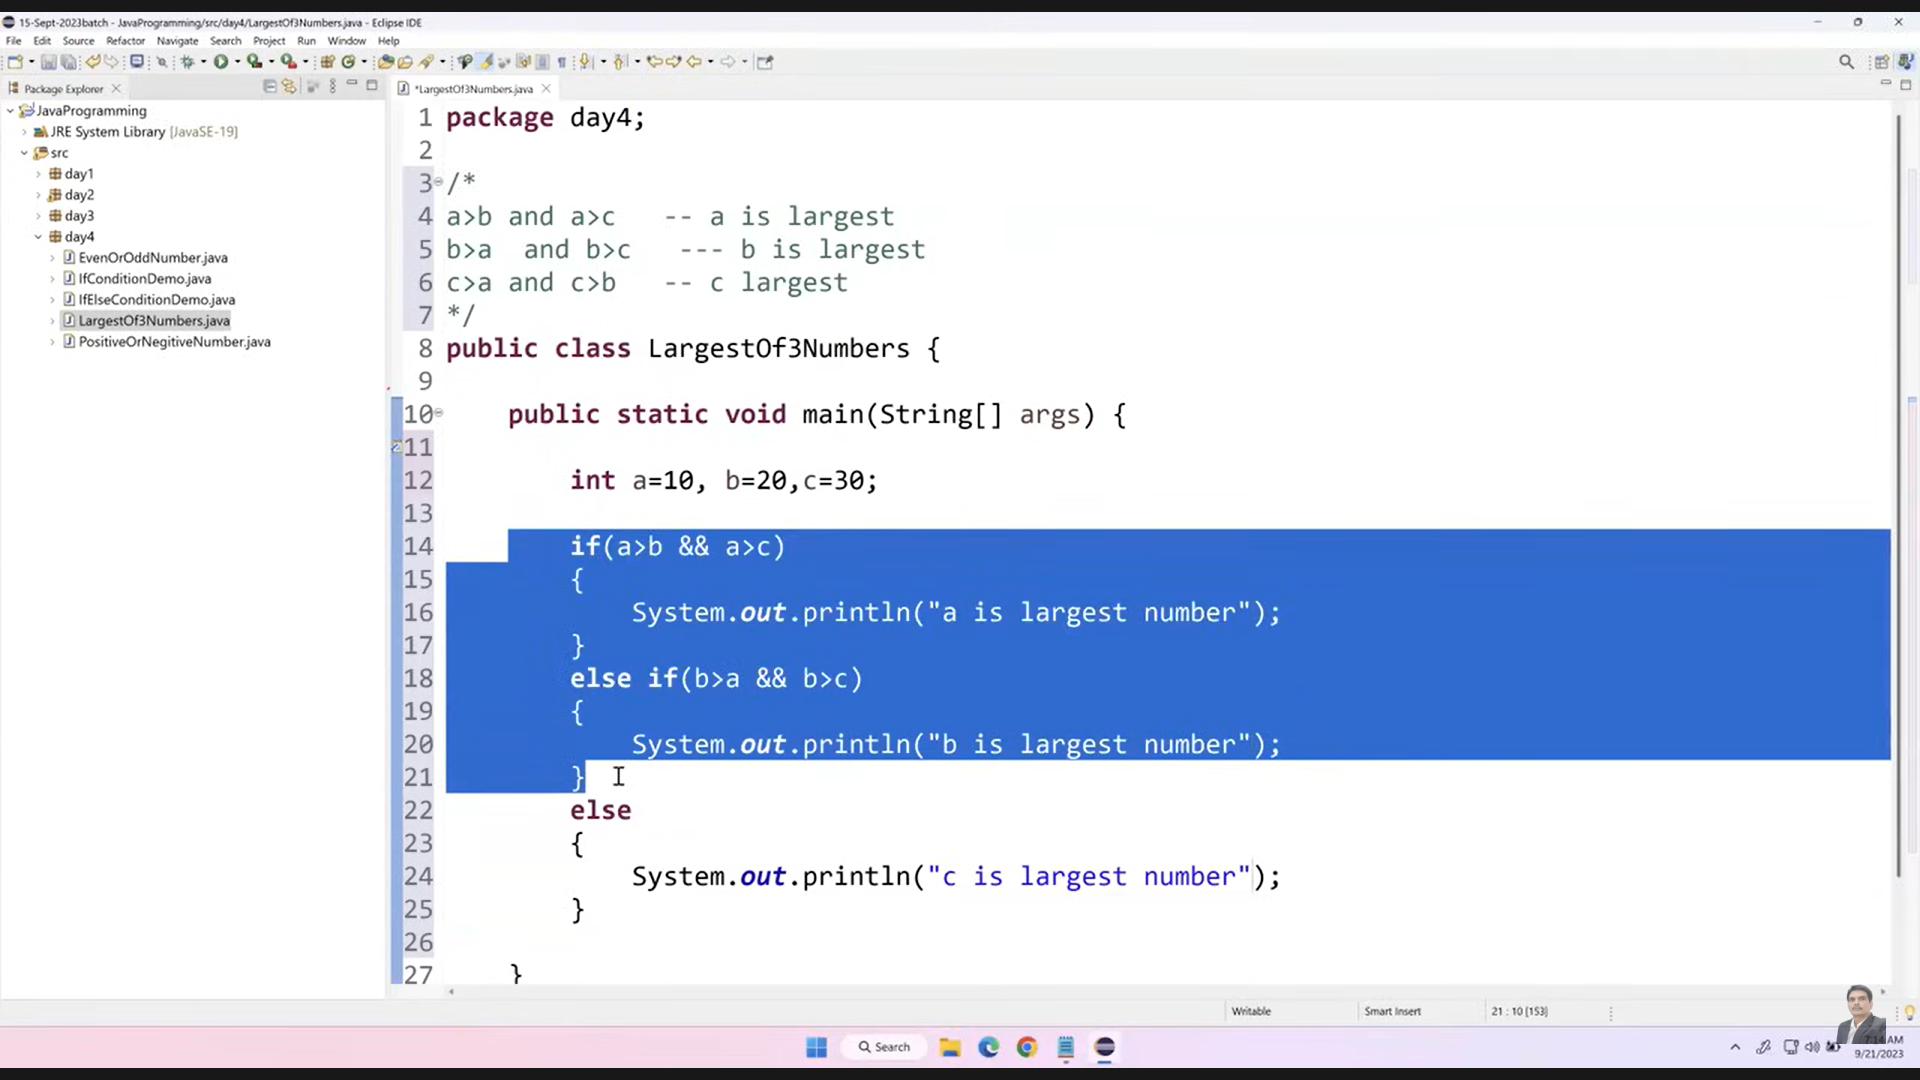 15-Sept-2023batch - JavaProgramming/src/day4/LargestOf3Numbers.java - Eclipse IDE
File Edit Source Refactor Navigate Search Project Run Window Help
Package Explorer
*LargestOf3Numbers.java
JavaProgramming
JRE System Library [JavaSE-19]
src
day1
day2
day3
day4
EvenOrOddNumber.java
IfConditionDemo.java
IfElseConditionDemo.java
LargestOf3Numbers.java
PositiveOrNegitiveNumber.java
1 package day4;
2
3 /*
4 a>b and a>c   -- a is largest
5 b>a  and b>c   --- b is largest
6 c>a and c>b   -- c largest
7 */
8 public class LargestOf3Numbers {
9
10     public static void main(String[] args) {
11
12         int a=10, b=20,c=30;
13
14         if(a>b && a>c)
15         {
16             System.out.println("a is largest number");
17         }
18         else if(b>a && b>c)
19         {
20             System.out.println("b is largest number");
21         }
22         else
23         {
24             System.out.println("c is largest number");
25         }
26
27     }
Writable Smart Insert 21 : 10 [153]
Search
7:14 AM
9/21/2023